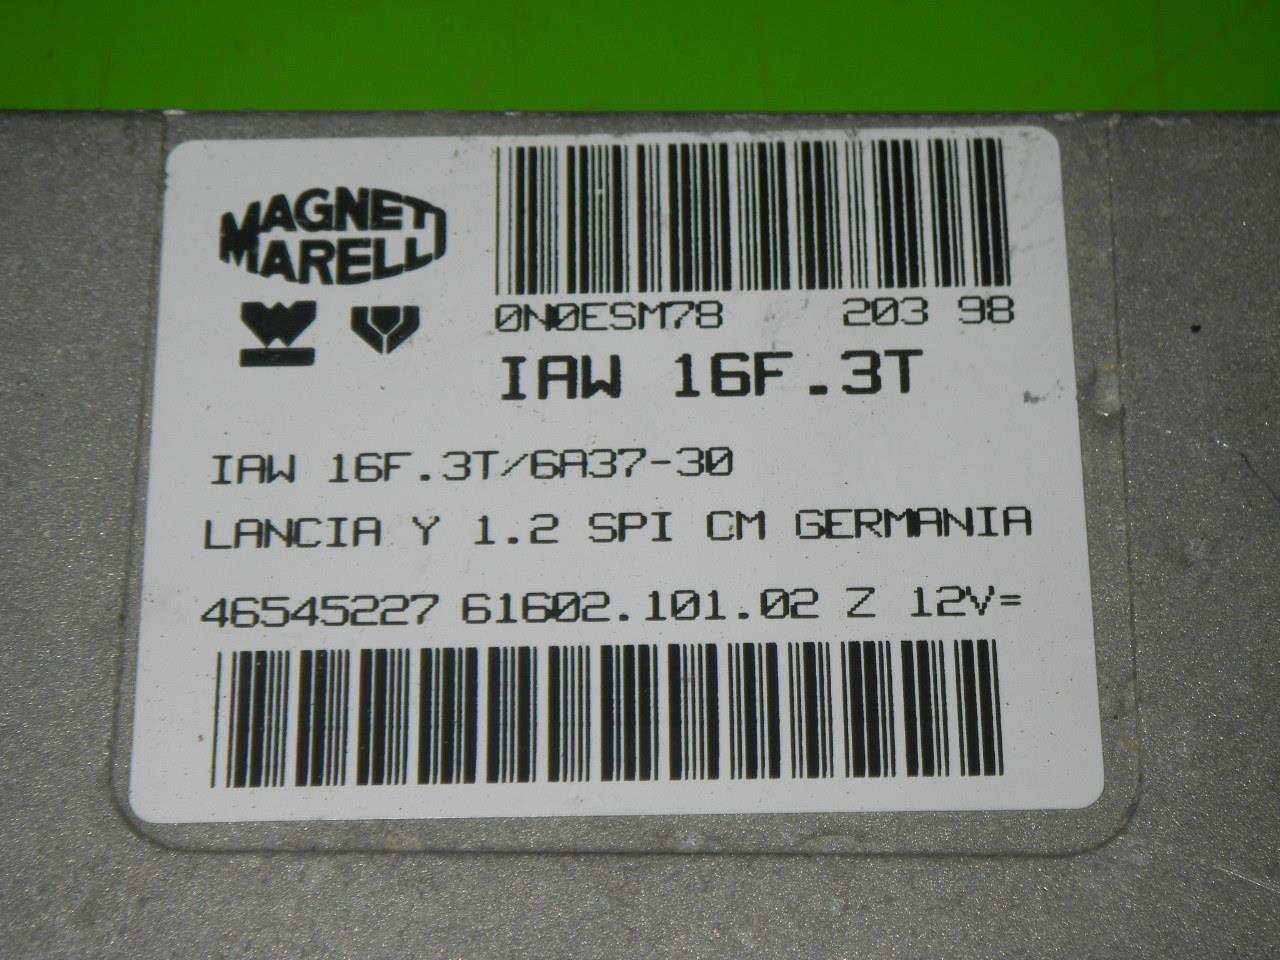 MAGNETI
MARELLI
0N0ESM78 203 98
IAW 16F.3T
IAW 16F.3T/6A37-30
LANCIA Y 1.2 SPI CM GERMANIA
46545227 61602.101.02 Z 12V=